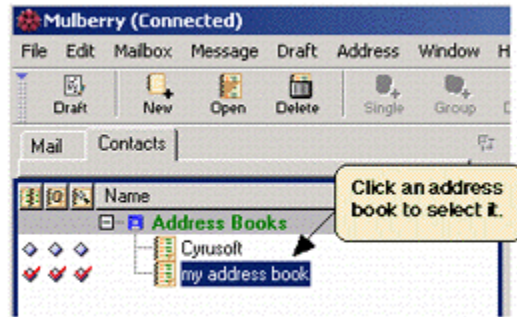 Mulberry (Connected)
File Edit Mailbox Message Draft Address Window H
Draft New Open Delete Single Group
Mail Contacts
Name
Click an address
book to select it.
Address Books
Cyrusoft
my address book